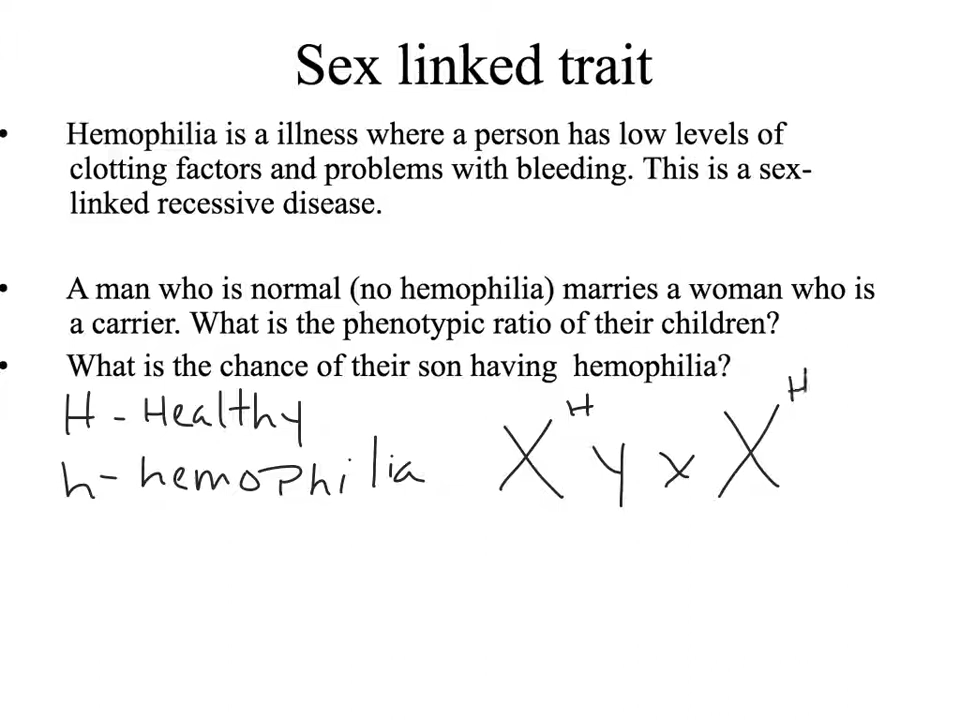 Sex linked trait
• Hemophilia is a illness where a person has low levels of
clotting factors and problems with bleeding. This is a sex-
linked recessive disease.
• A man who is normal (no hemophilia) marries a woman who is
a carrier. What is the phenotypic ratio of their children?
• What is the chance of their son having hemophilia?
H - Healthy
h - hemophilia
X^H Y x X^H